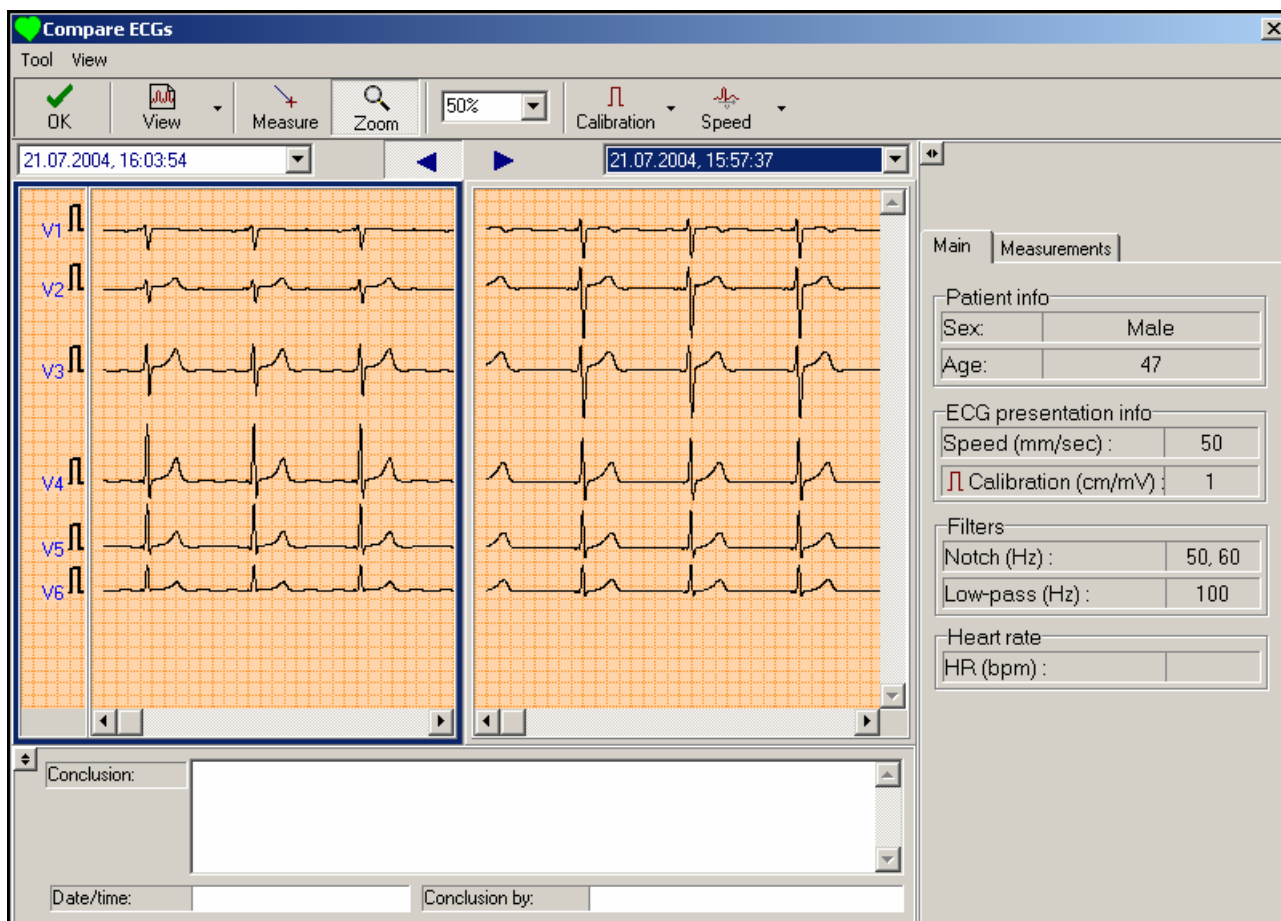 Compare ECGs
Tool View
OK View Measure Zoom 50% Calibration Speed
21.07.2004, 16:03:54 21.07.2004, 15:57:37
V1
V2
V3
V4
V5
V6
Main Measurements
Patient info
Sex: Male
Age: 47
ECG presentation info
Speed (mm/sec) : 50
Calibration (cm/mV) : 1
Filters
Notch (Hz) : 50, 60
Low-pass (Hz) : 100
Heart rate
HR (bpm) :
Conclusion:
Date/time: Conclusion by: